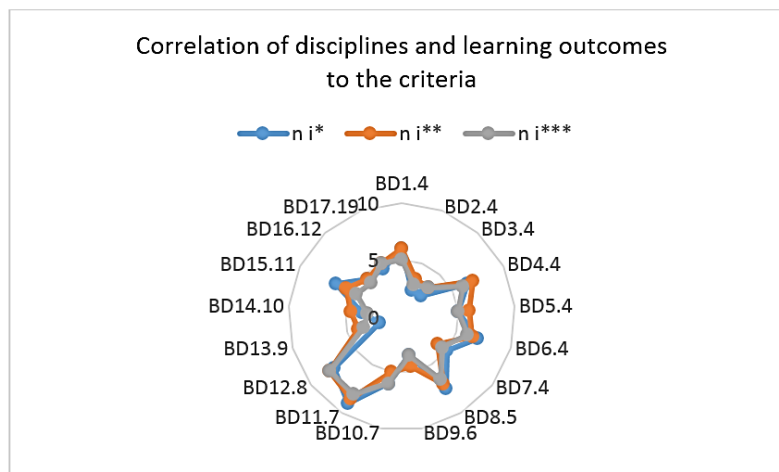 Correlation of disciplines and learning outcomes
to the criteria
n i* n i** n i***
BD1.4
BD17.19 10 BD2.4
BD16.12 BD3.4
BD15.11 5 BD4.4
BD14.10 0 BD5.4
BD13.9 BD6.4
BD12.8 BD7.4
BD11.7 BD8.5
BD10.7 BD9.6